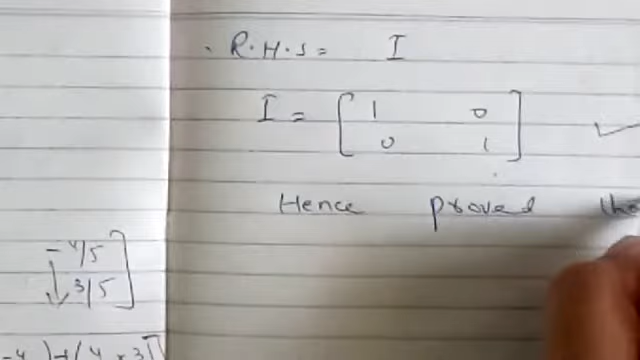 R.H.S = I
I = [ 1 0
0 1 ]
Hence proved
-4/5 ]
3/5 ]